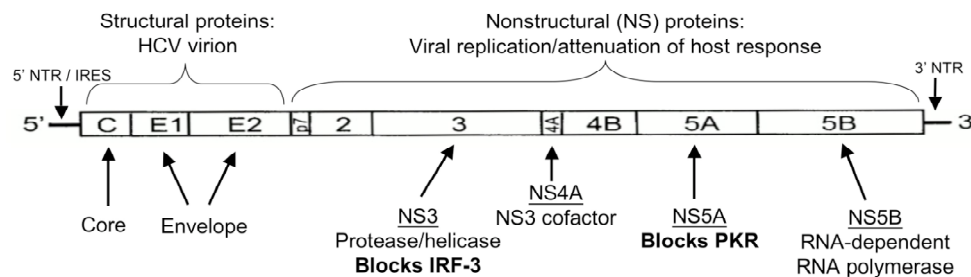 Structural proteins:
HCV virion
Nonstructural (NS) proteins:
Viral replication/attenuation of host response
5' NTR / IRES
3' NTR
5' C E1 E2 p7 2 3 4A 4B 5A 5B 3
Core
Envelope
NS3
Protease/helicase
Blocks IRF-3
NS4A
NS3 cofactor
NS5A
Blocks PKR
NS5B
RNA-dependent
RNA polymerase